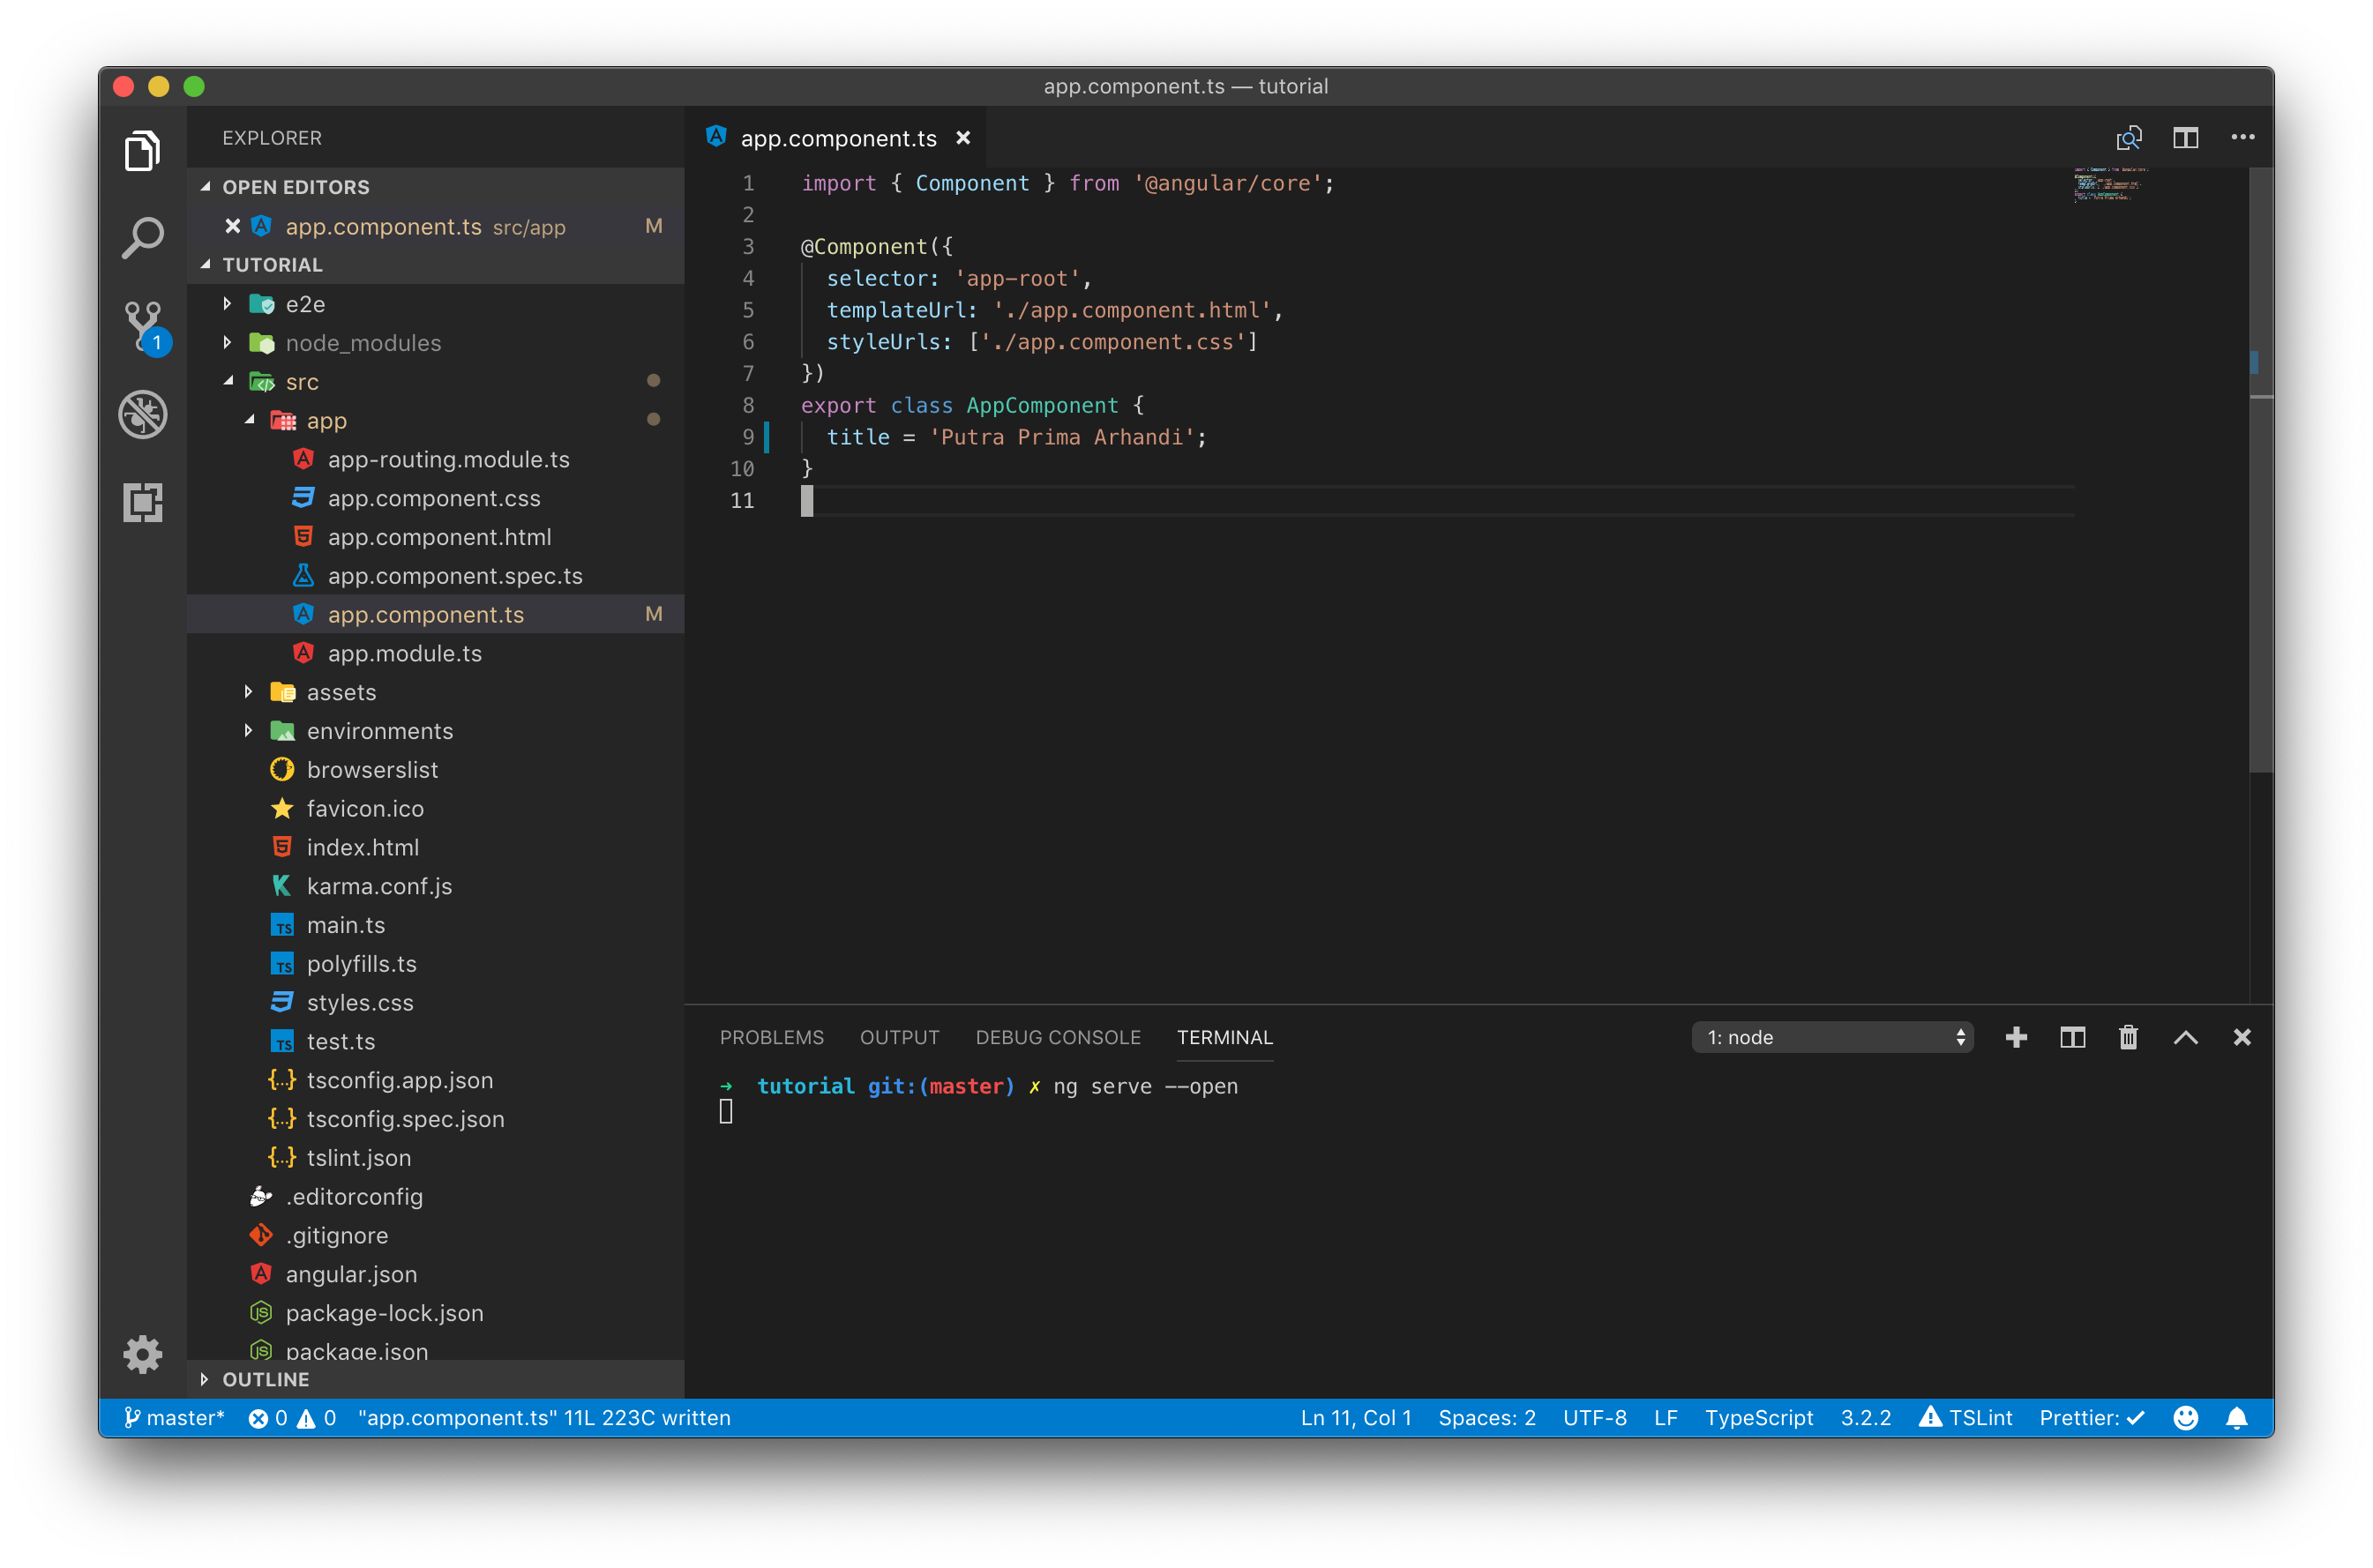 app.component.ts — tutorial
EXPLORER
OPEN EDITORS
app.component.ts src/app M
TUTORIAL
e2e
node_modules
src
app
app-routing.module.ts
app.component.css
app.component.html
app.component.spec.ts
app.component.ts M
app.module.ts
assets
environments
browserslist
favicon.ico
index.html
karma.conf.js
main.ts
polyfills.ts
styles.css
test.ts
tsconfig.app.json
tsconfig.spec.json
tslint.json
.editorconfig
.gitignore
angular.json
package-lock.json
package.json
OUTLINE
1
app.component.ts
1 import { Component } from '@angular/core';
2
3 @Component({
4 selector: 'app-root',
5 templateUrl: './app.component.html',
6 styleUrls: ['./app.component.css']
7 })
8 export class AppComponent {
9 title = 'Putra Prima Arhandi';
10 }
11
PROBLEMS OUTPUT DEBUG CONSOLE TERMINAL 1: node
➜ tutorial git:(master) ✗ ng serve --open
master* 0 0 "app.component.ts" 11L 223C written Ln 11, Col 1 Spaces: 2 UTF-8 LF TypeScript 3.2.2 TSLint Prettier: ✓